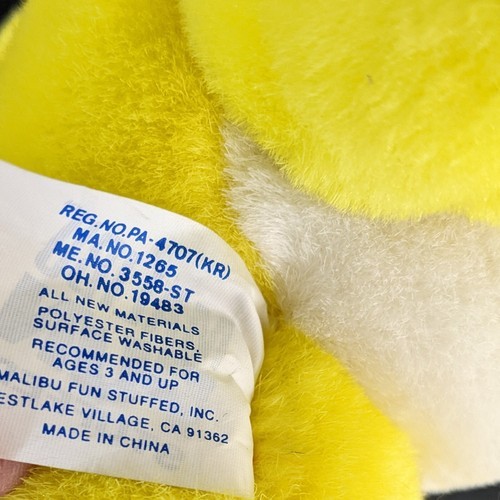 REG.NO.PA-4707(KR)
MA.NO.1265
ME.NO. 3558-ST
OH.NO.19483
ALL NEW MATERIALS
POLYESTER FIBERS,
SURFACE WASHABLE
RECOMMENDED FOR
AGES 3 AND UP
MALIBU FUN STUFFED, INC.
ESTLAKE VILLAGE, CA 91362
MADE IN CHINA